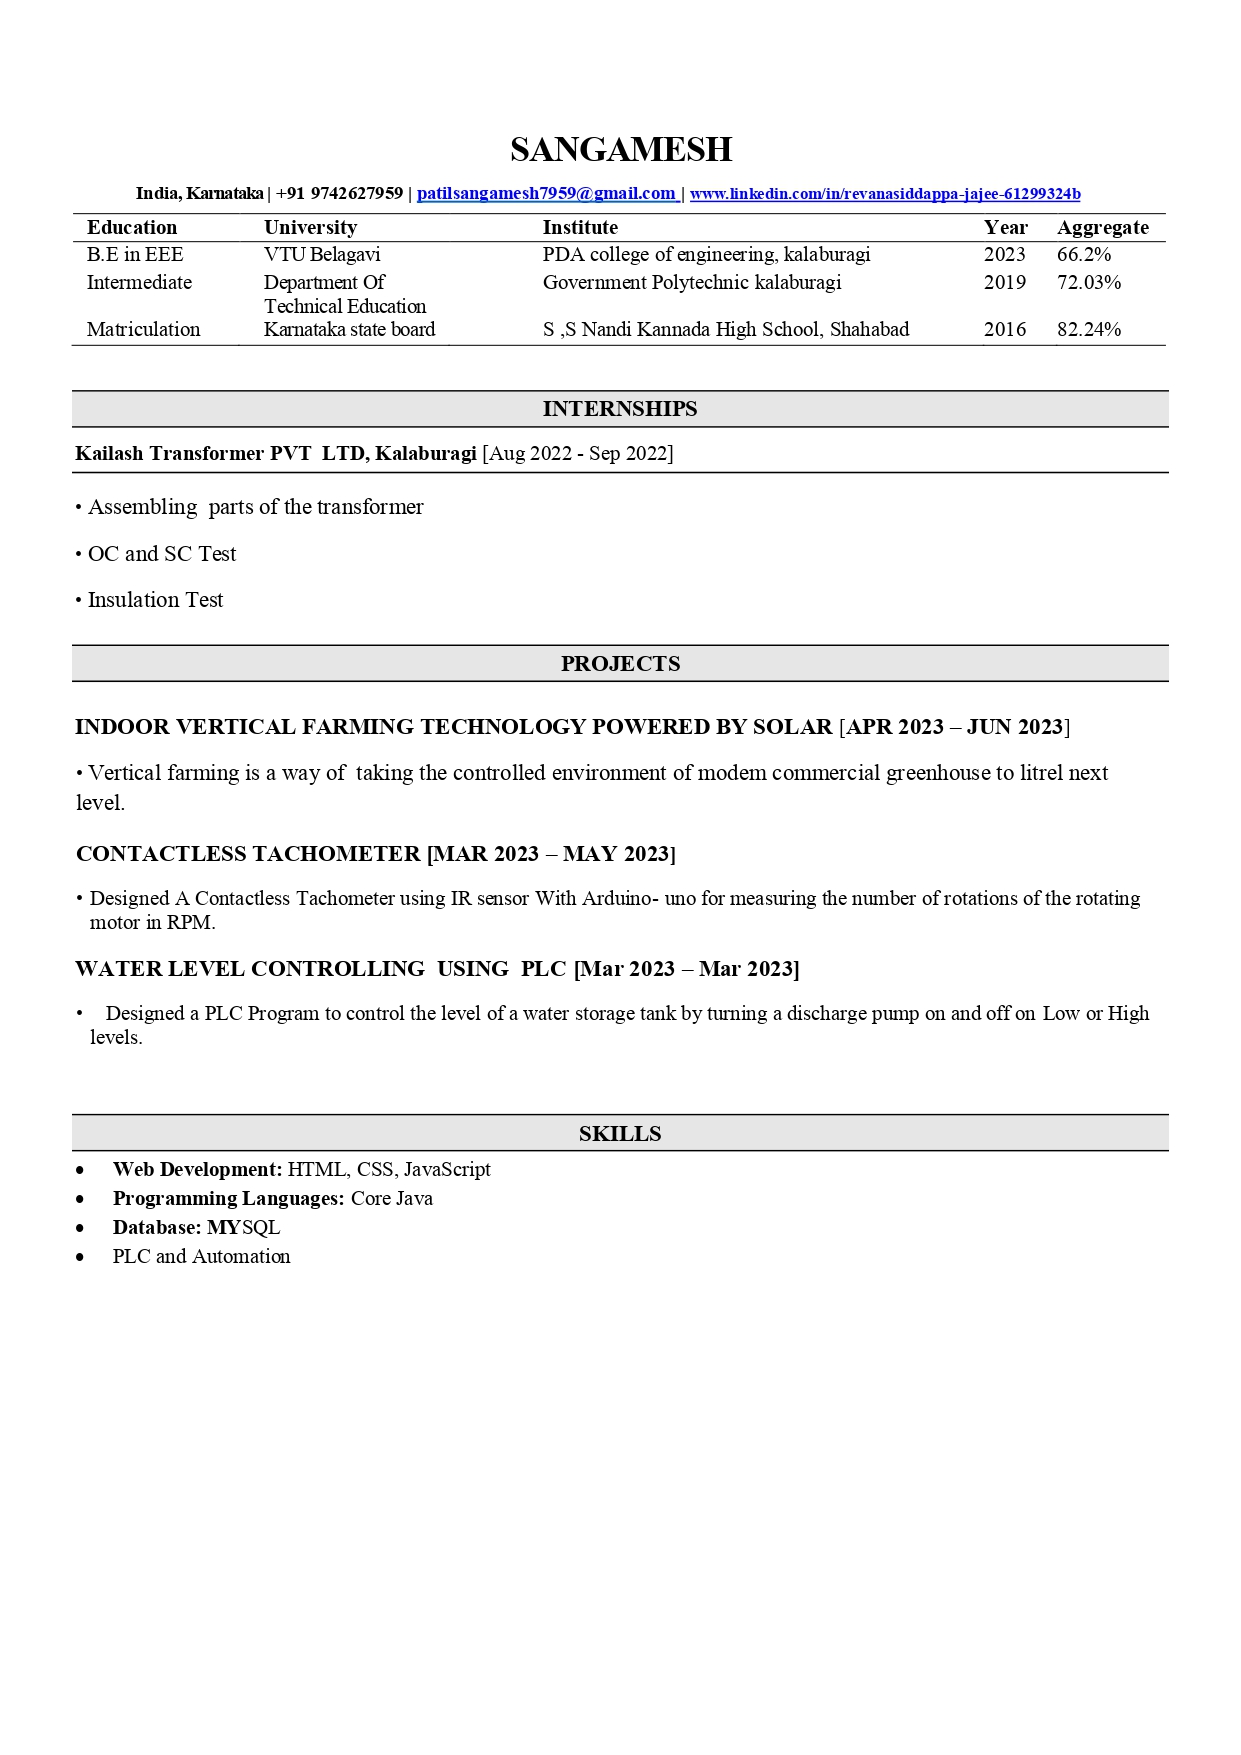 SANGAMESH
India, Karnataka | +91 9742627959 | patilsangamesh7959@gmail.com | www.linkedin.com/in/revanasiddappa-jajee-61299324b
Education University Institute Year Aggregate
B.E in EEE VTU Belagavi PDA college of engineering, kalaburagi 2023 66.2%
Intermediate Department Of Government Polytechnic kalaburagi 2019 72.03%
Technical Education
Matriculation Karnataka state board S ,S Nandi Kannada High School, Shahabad 2016 82.24%
INTERNSHIPS
Kailash Transformer PVT LTD, Kalaburagi [Aug 2022 - Sep 2022]
• Assembling parts of the transformer
• OC and SC Test
• Insulation Test
PROJECTS
INDOOR VERTICAL FARMING TECHNOLOGY POWERED BY SOLAR [APR 2023 – JUN 2023]
• Vertical farming is a way of taking the controlled environment of modem commercial greenhouse to litrel next
level.
CONTACTLESS TACHOMETER [MAR 2023 – MAY 2023]
• Designed A Contactless Tachometer using IR sensor With Arduino- uno for measuring the number of rotations of the rotating
motor in RPM.
WATER LEVEL CONTROLLING USING PLC [Mar 2023 – Mar 2023]
• Designed a PLC Program to control the level of a water storage tank by turning a discharge pump on and off on Low or High
levels.
SKILLS
• Web Development: HTML, CSS, JavaScript
• Programming Languages: Core Java
• Database: MYSQL
• PLC and Automation